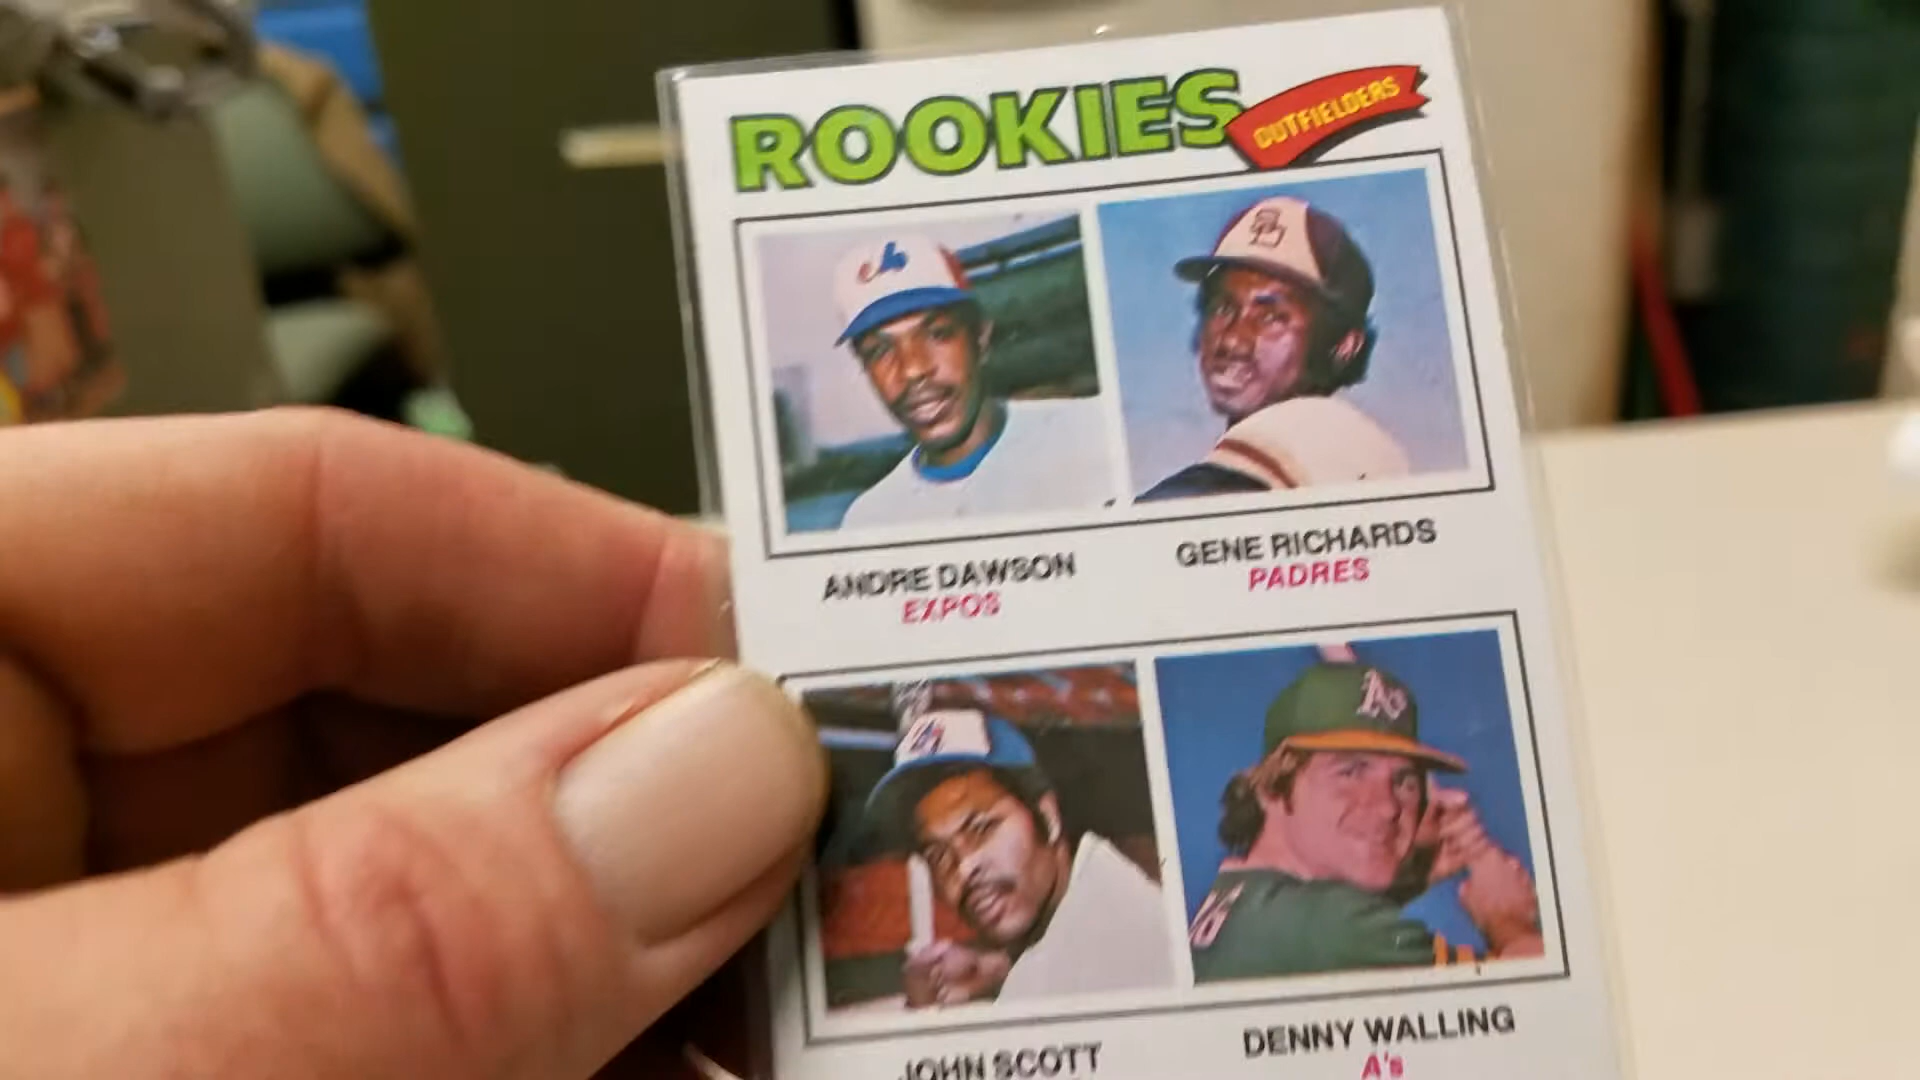 ROOKIES
OUTFIELDERS
ANDRE DAWSON
EXPOS
GENE RICHARDS
PADRES
JOHN SCOTT
DENNY WALLING
A's